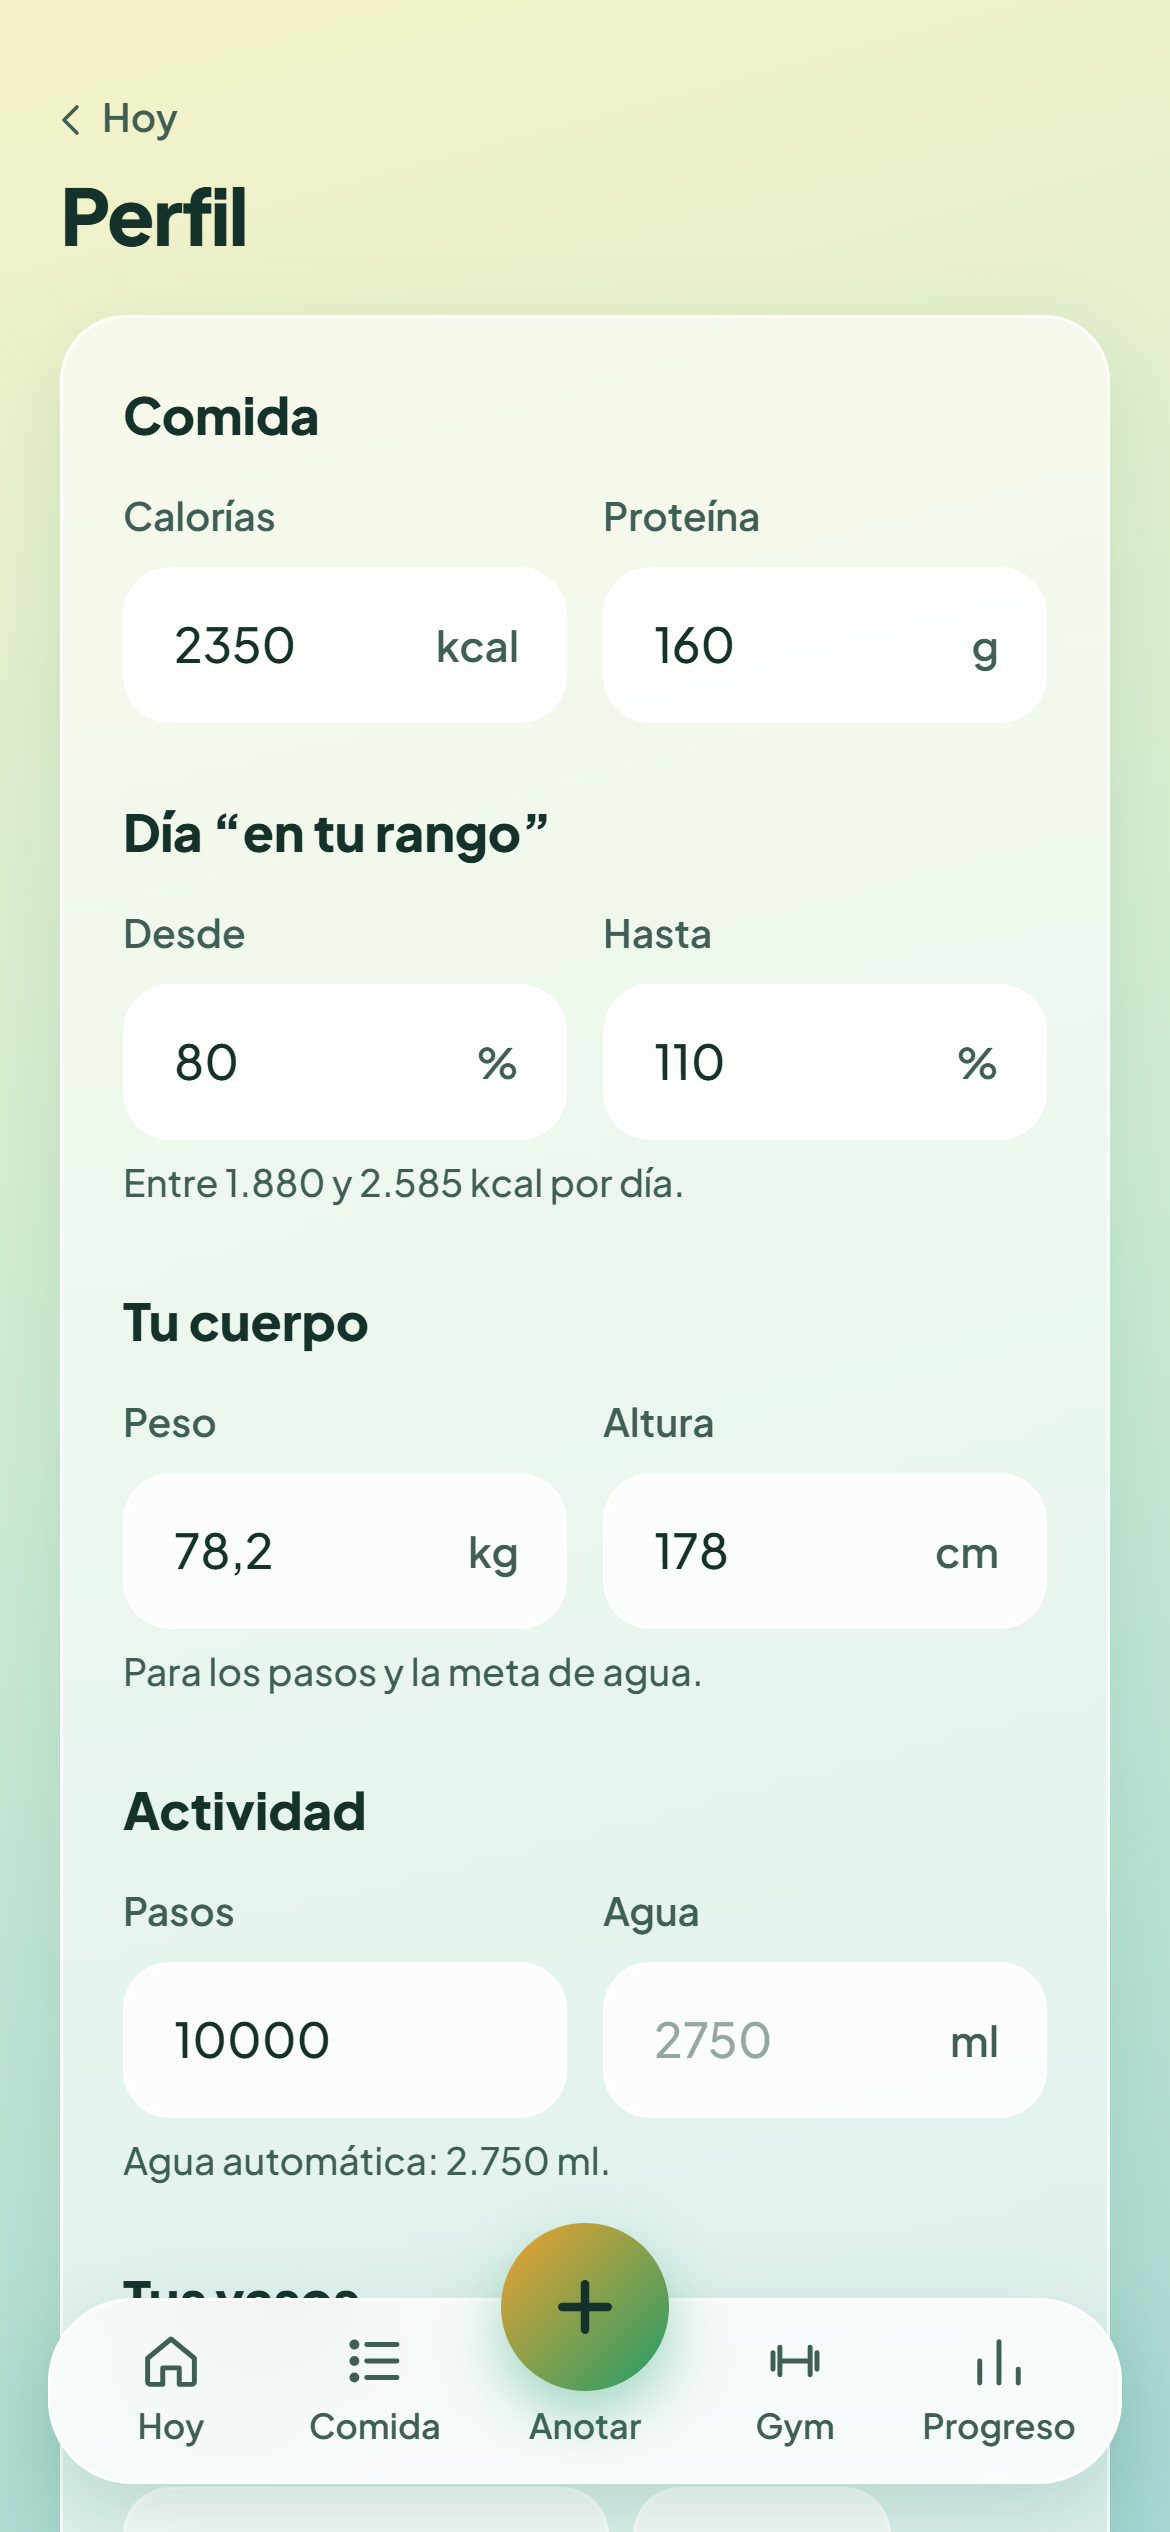 Hoy
Perfil
Comida
Calorías Proteína
2350 kcal 160 g
Día “en tu rango”
Desde Hasta
80 % 110 %
Entre 1.880 y 2.585 kcal por día.
Tu cuerpo
Peso Altura
78,2 kg 178 cm
Para los pasos y la meta de agua.
Actividad
Pasos Agua
10000 2750 ml
Agua automática: 2.750 ml.
Tus vasos
Hoy Comida Anotar Gym Progreso